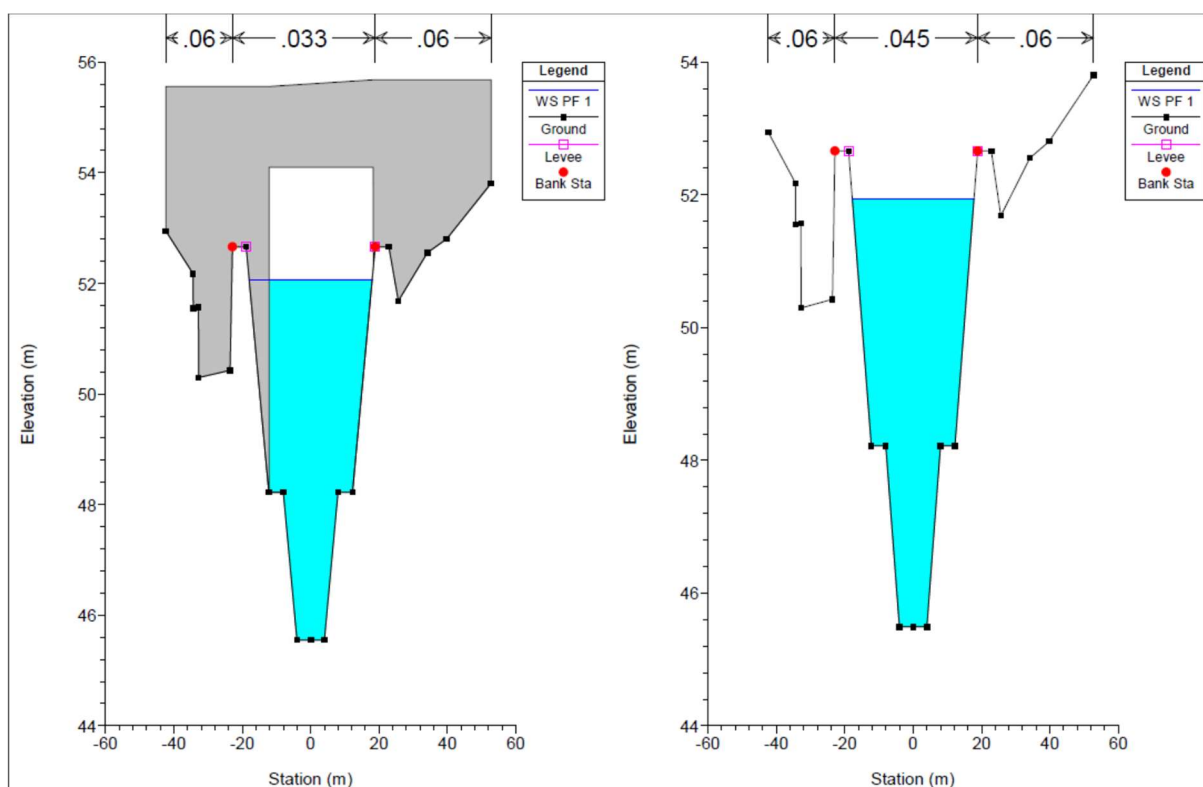 .06 .033 .06
56
54
52
50
48
46
44
Elevation (m)
-60 -40 -20 0 20 40 60
Station (m)
Legend
WS PF 1
Ground
Levee
Bank Sta
.06 .045 .06
54
52
50
48
46
44
Elevation (m)
-60 -40 -20 0 20 40 60
Station (m)
Legend
WS PF 1
Ground
Levee
Bank Sta